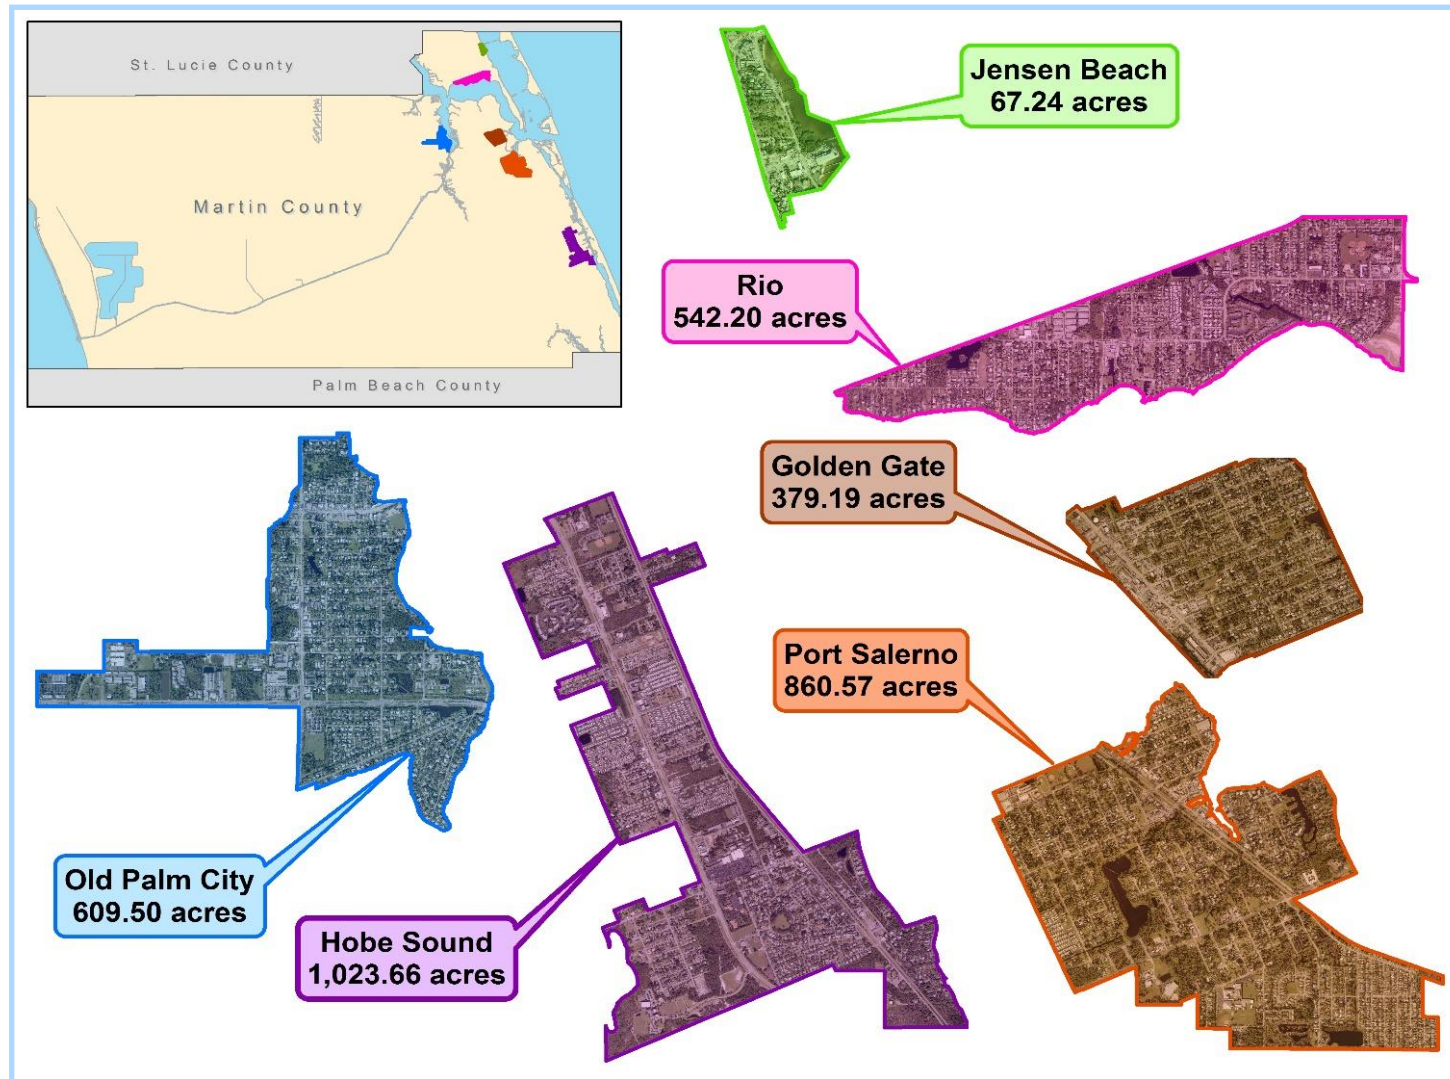 St. Lucie County
Martin County
Palm Beach County
Jensen Beach
67.24 acres
Rio
542.20 acres
Golden Gate
379.19 acres
Port Salerno
860.57 acres
Old Palm City
609.50 acres
Hobe Sound
1,023.66 acres